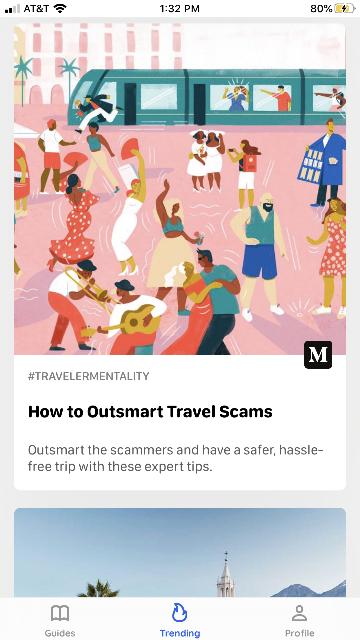 AT&T
1:32 PM
80%
M
#TRAVELERMENTALITY
How to Outsmart Travel Scams
Outsmart the scammers and have a safer, hassle-
free trip with these expert tips.
Guides
Trending
Profile